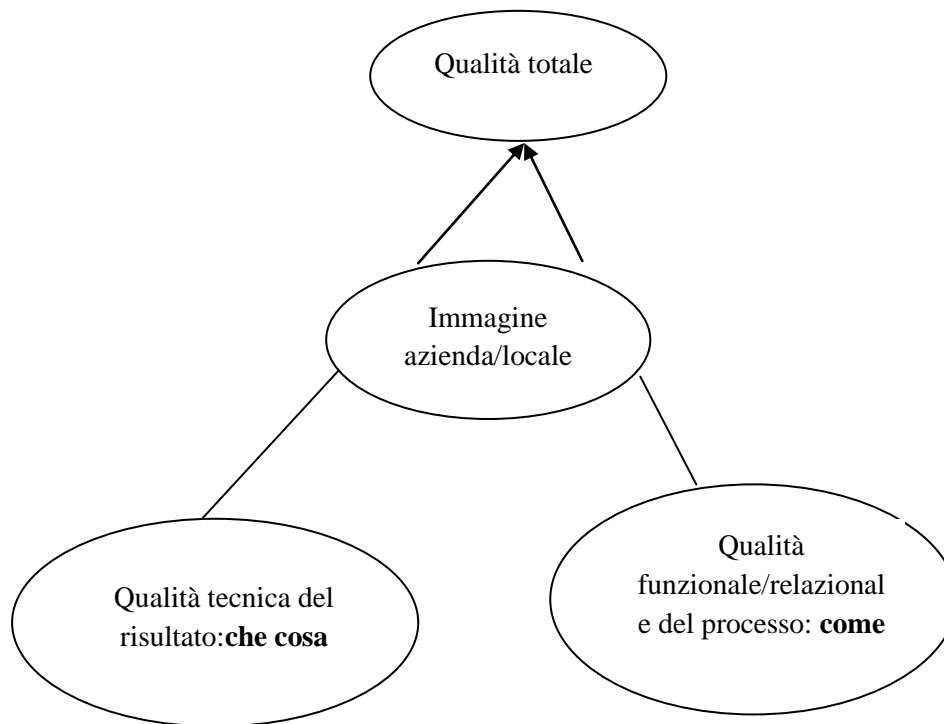 Qualità totale
Immagine
azienda/locale
Qualità tecnica del
risultato:che cosa
Qualità
funzionale/relazional
e del processo: come